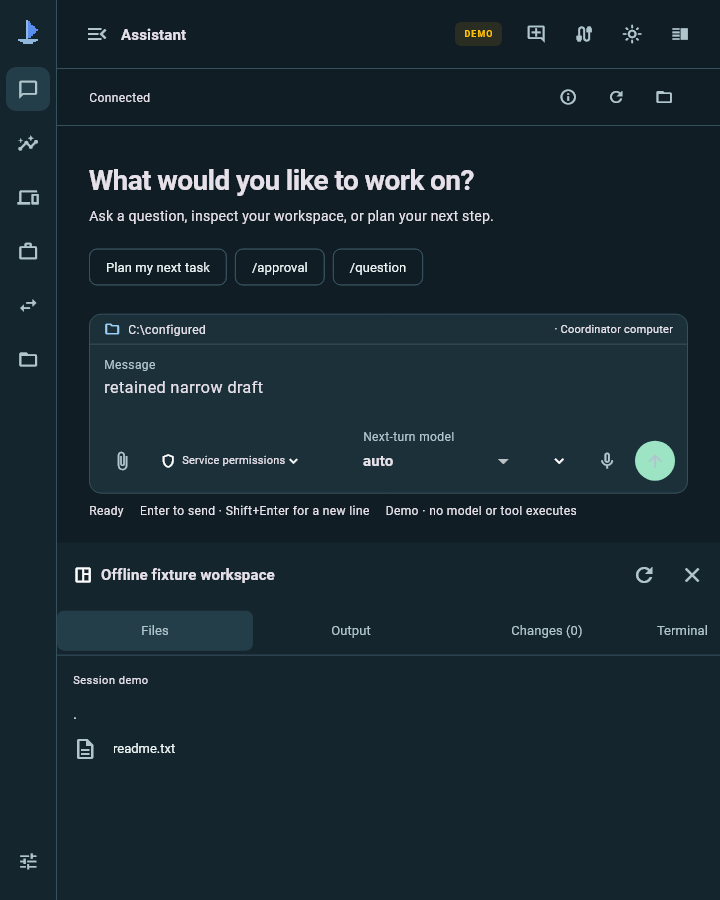 Assistant
DEMO
Connected
What would you like to work on?
Ask a question, inspect your workspace, or plan your next step.
Plan my next task
/approval
/question
C:\configured
· Coordinator computer
Message
retained narrow draft
Next-turn model
Service permissions
auto
Ready
Enter to send · Shift+Enter for a new line
Demo · no model or tool executes
Offline fixture workspace
Files
Output
Changes (0)
Terminal
Session demo
.
readme.txt